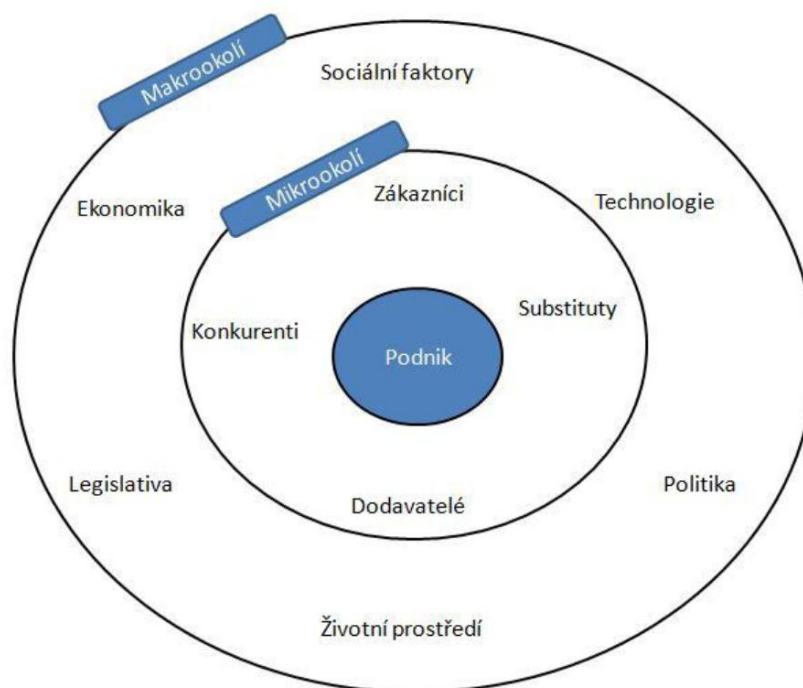 Makrookolí
Sociální faktory
Mikrookolí
Zákazníci
Ekonomika
Technologie
Substituty
Konkurenti
Podnik
Legislativa
Politika
Dodavatelé
Životní prostředí